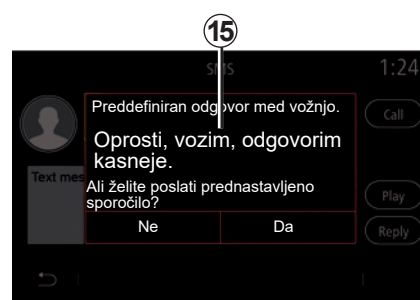 15
SMS
1:24
Preddefiniran odgovor med vožnjo.
Call
Oprosti, vozim, odgovorim
kasneje.
Text mes
Ali želite poslati prednastavljeno
sporočilo?
Play
Ne
Da
Reply